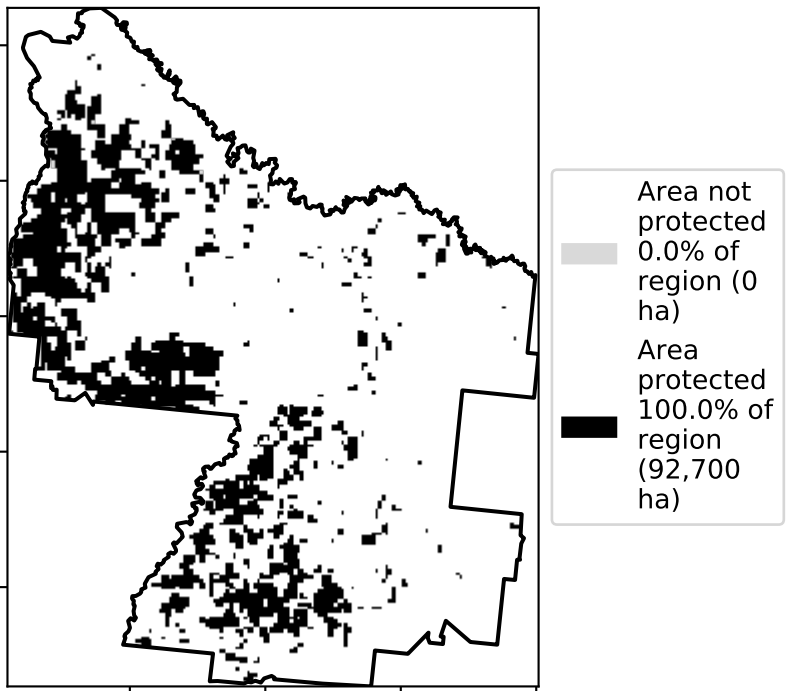 Area not
protected
0.0% of
region (0
ha)
Area
protected
100.0% of
region
(92,700
ha)